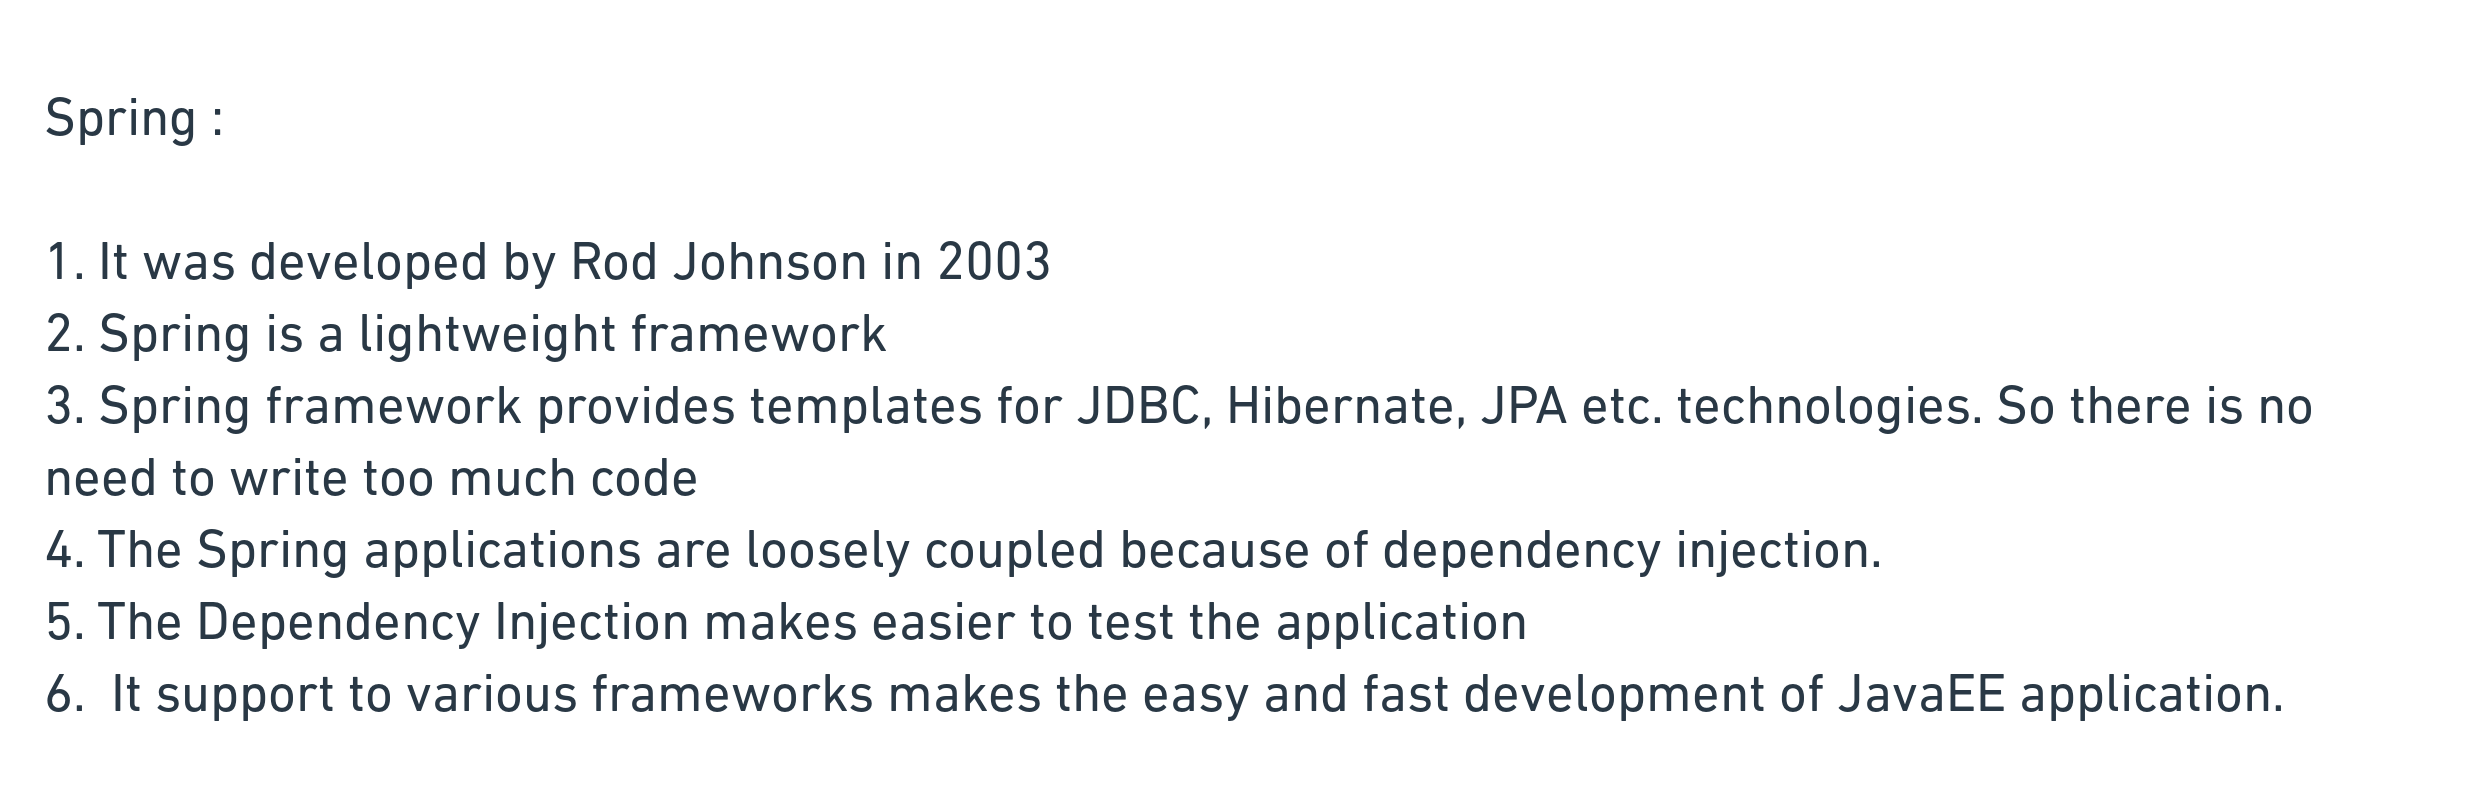 Spring :
1. It was developed by Rod Johnson in 2003
2. Spring is a lightweight framework
3. Spring framework provides templates for JDBC, Hibernate, JPA etc. technologies. So there is no
need to write too much code
4. The Spring applications are loosely coupled because of dependency injection.
5. The Dependency Injection makes easier to test the application
6.  It support to various frameworks makes the easy and fast development of JavaEE application.